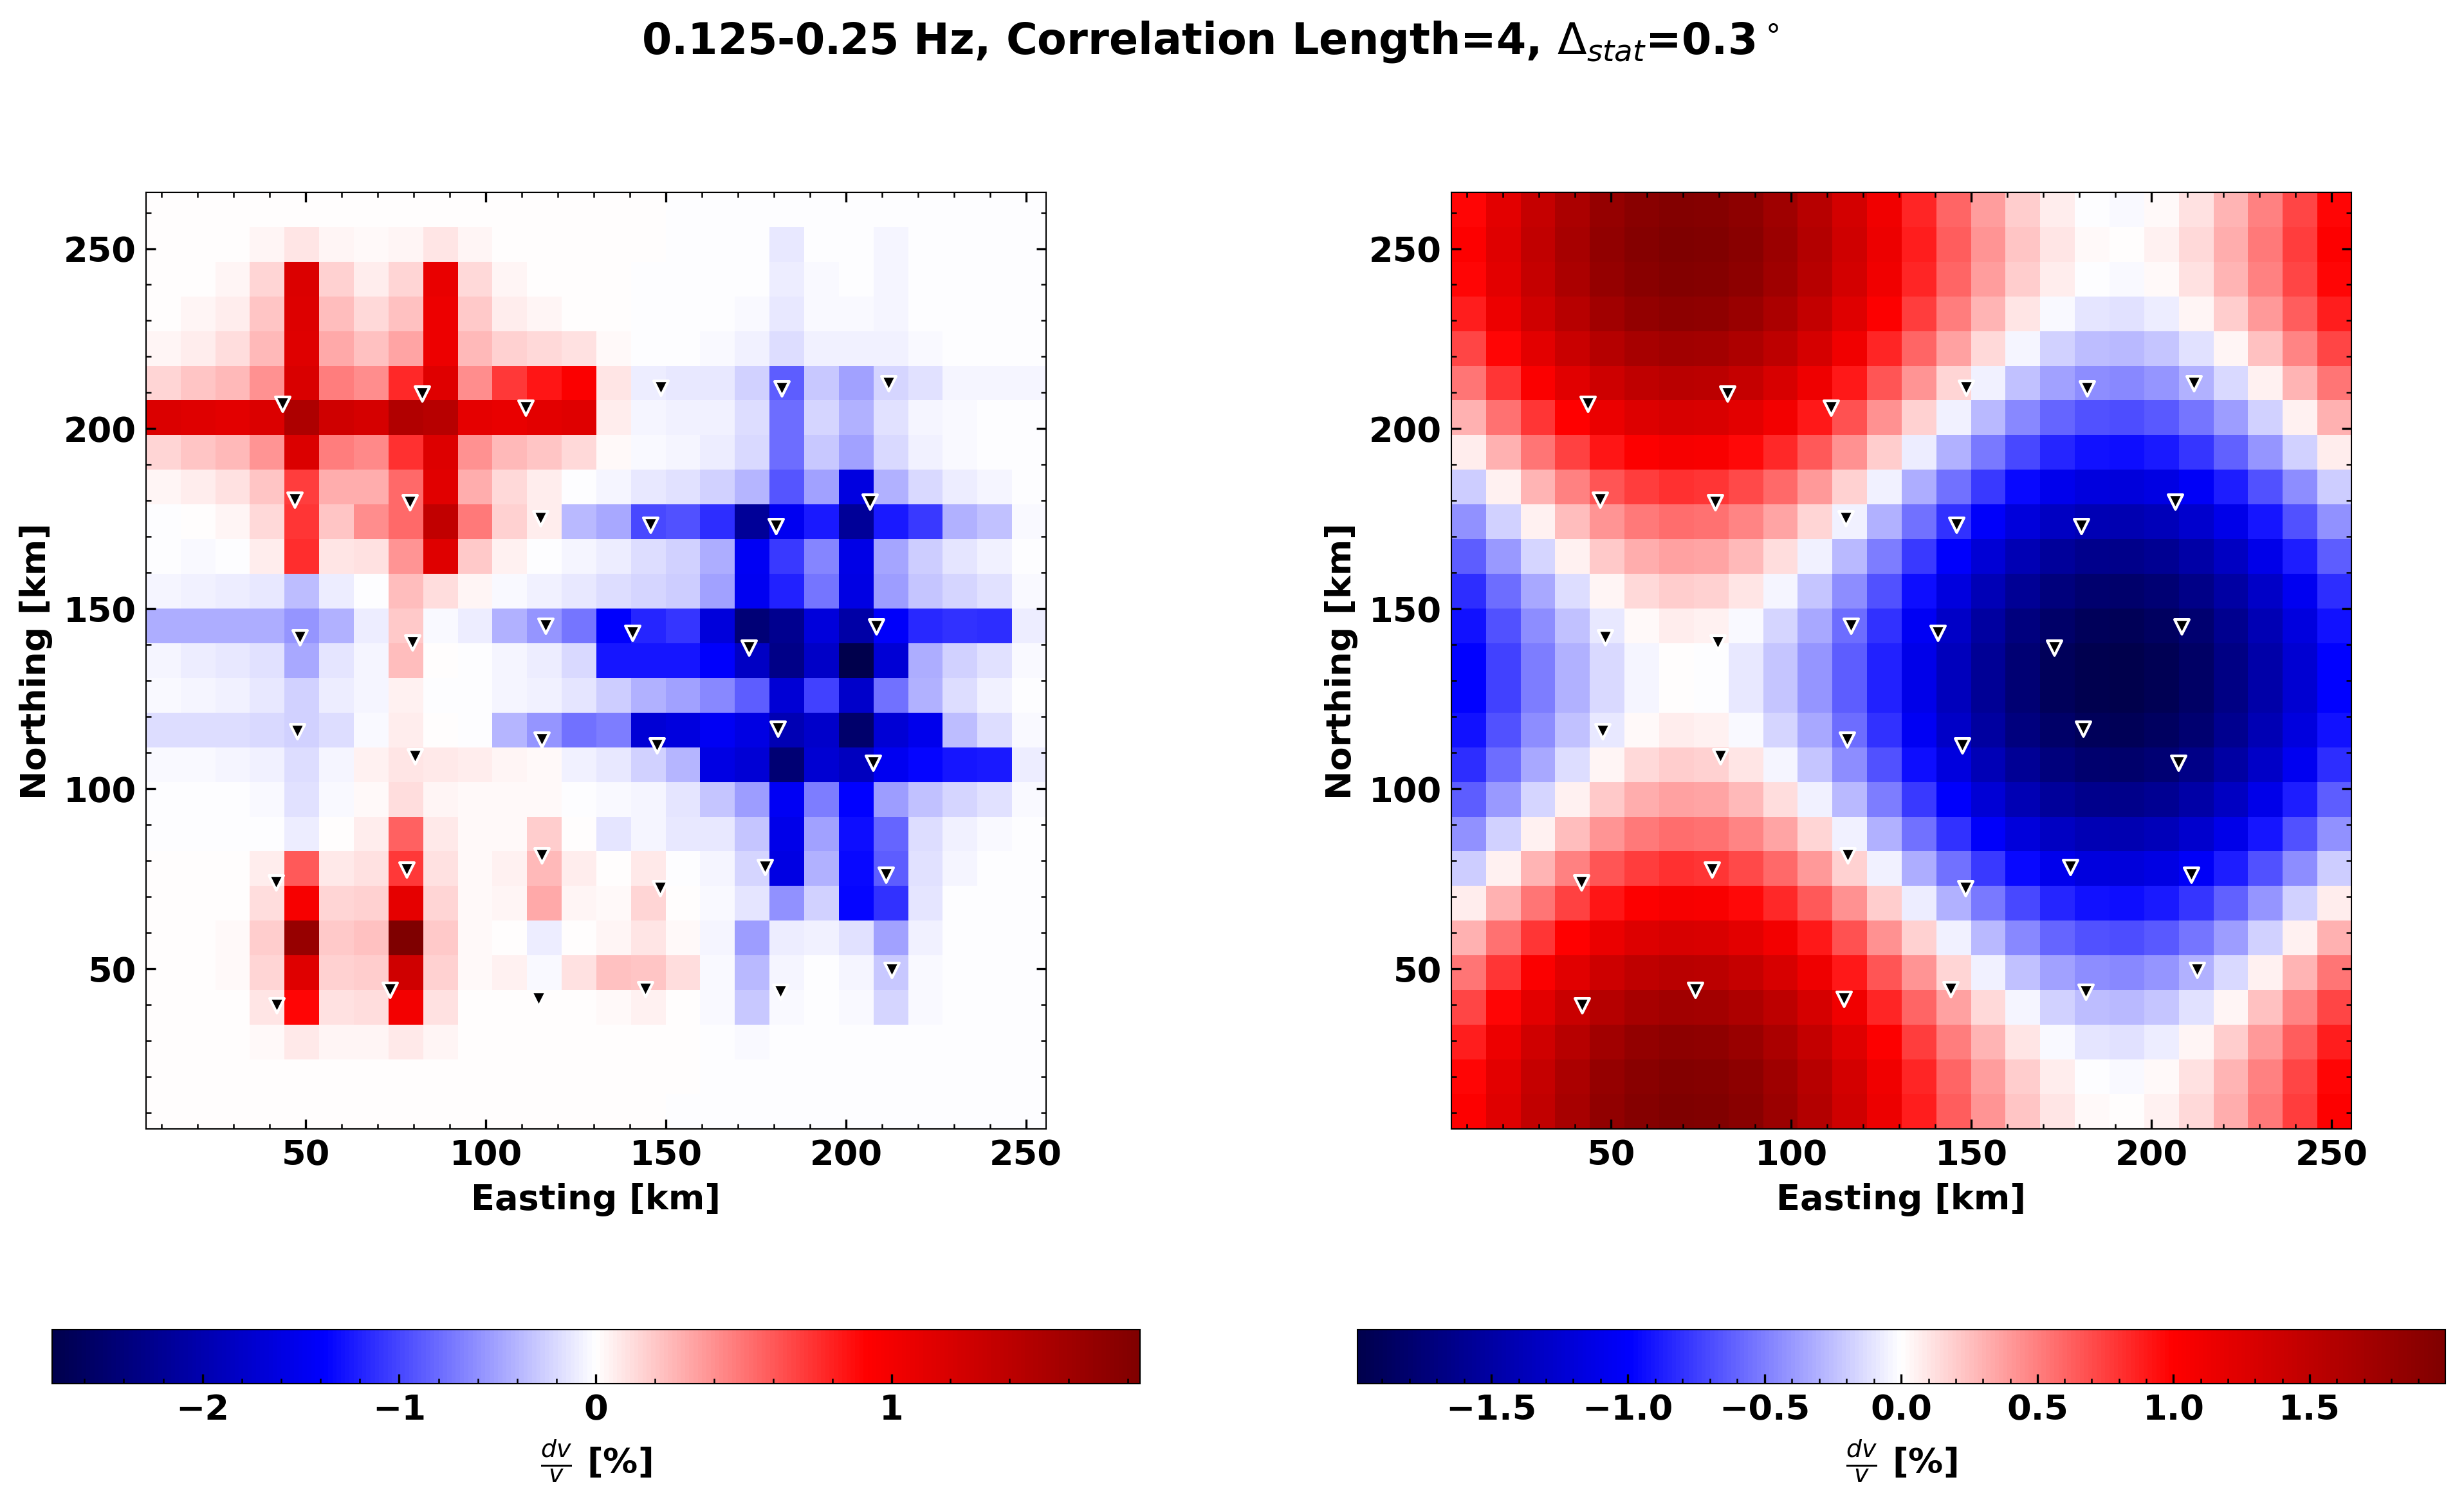 0.125-0.25 Hz, Correlation Length=4, Δstat=0.3°
250
200
150
100
50
Northing [km]
50 100 150 200 250
Easting [km]
250
200
150
100
50
Northing [km]
50 100 150 200 250
Easting [km]
−2 −1 0 1
dv/v [%]
−1.5 −1.0 −0.5 0.0 0.5 1.0 1.5
dv/v [%]